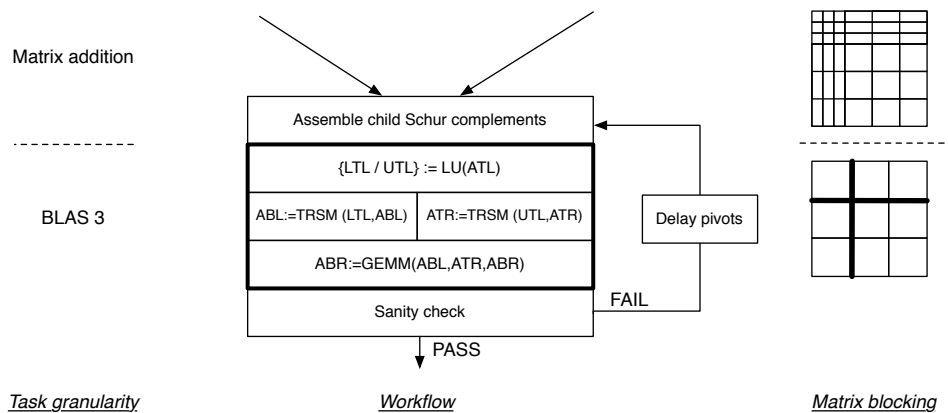 Matrix addition
Assemble child Schur complements
{LTL / UTL} := LU(ATL)
BLAS 3
ABL:=TRSM (LTL,ABL)
ATR:=TRSM (UTL,ATR)
Delay pivots
ABR:=GEMM(ABL,ATR,ABR)
FAIL
Sanity check
PASS
Task granularity
Workflow
Matrix blocking